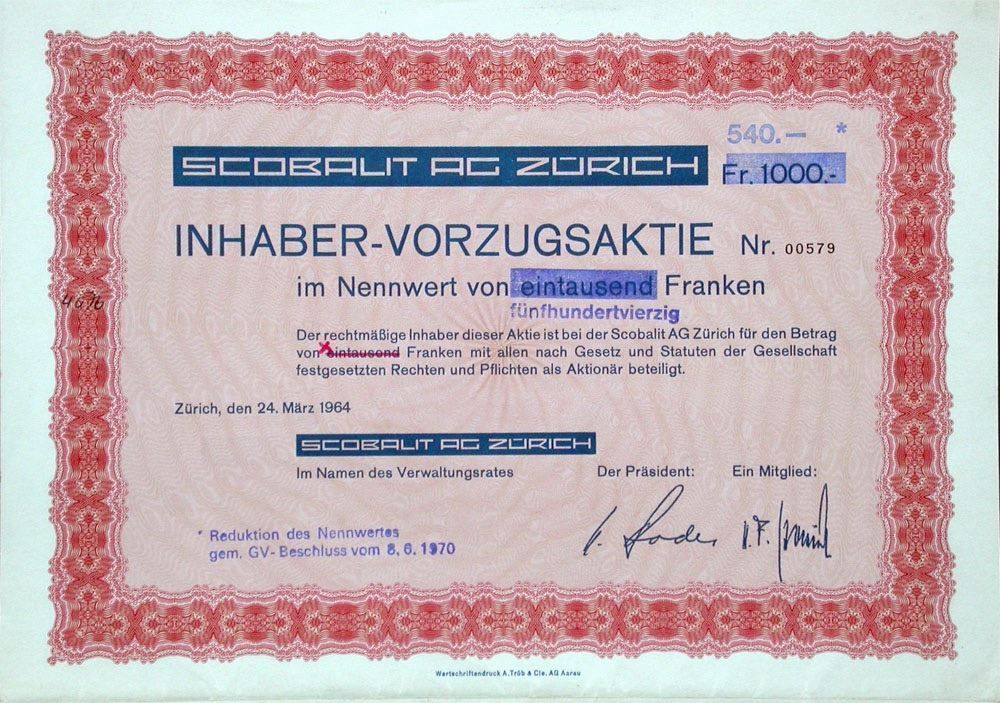 540.— *
SCOBALIT AG ZÜRICH Fr. 1000.-
INHABER-VORZUGSAKTIE Nr. 00579
im Nennwert von eintausend Franken
fünfhundertvierzig
Der rechtmäßige Inhaber dieser Aktie ist bei der Scobalit AG Zürich für den Betrag
von eintausend Franken mit allen nach Gesetz und Statuten der Gesellschaft
festgesetzten Rechten und Pflichten als Aktionär beteiligt.
Zürich, den 24. März 1964
SCOBALIT AG ZÜRICH
Im Namen des Verwaltungsrates Der Präsident: Ein Mitglied:
* Reduktion des Nennwertes
gem. GV-Beschluss vom 8.6.1970
Wertschriftendruck A. Trüb & Cie. AG Aarau